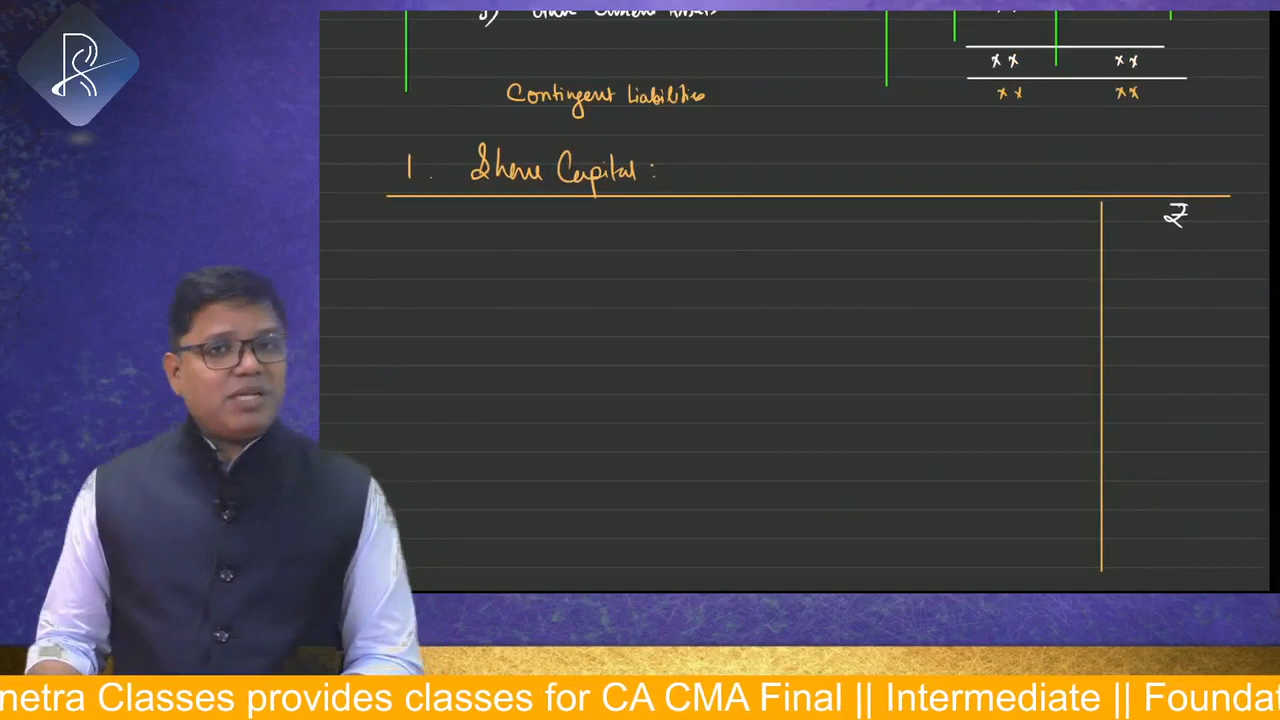 xx xx
Contingent Liabilities xx xx
1. Share Capital :
₹
netra Classes provides classes for CA CMA Final || Intermediate || Foundat